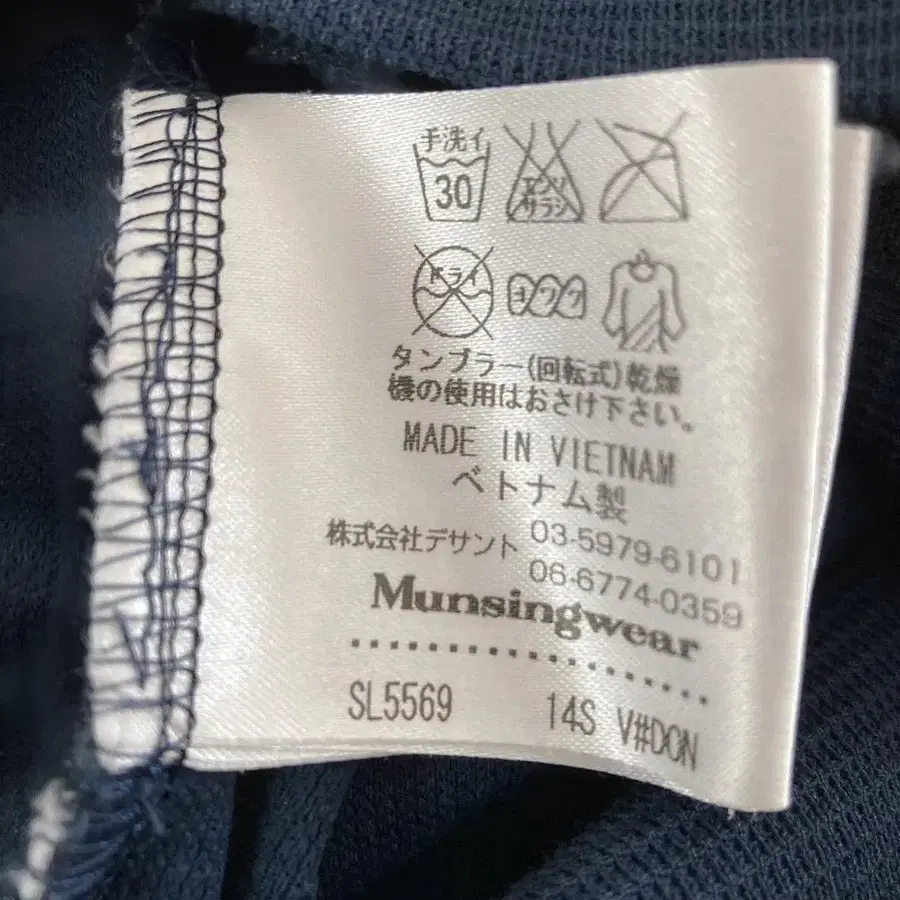 手洗イ
30
エンソ
サラシ
ドライ
ヨワク
タンブラー(回転式)乾燥
機の使用はおさけ下さい。
MADE IN VIETNAM
ベトナム製
株式会社デサント 03-5979-6101
06-6774-0359
Munsingwear
SL5569 14S V#DON